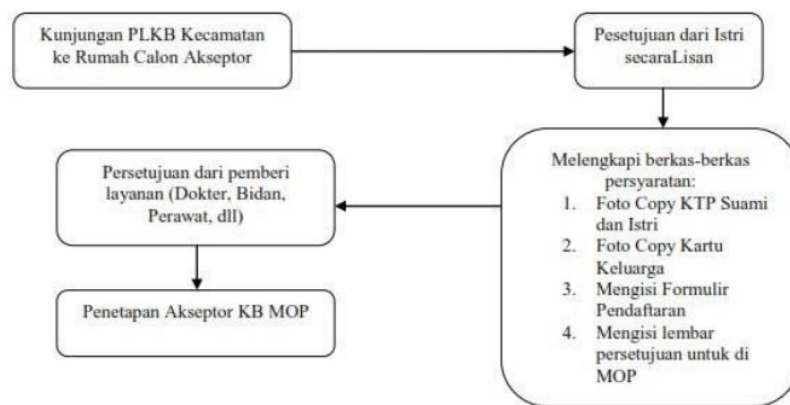 Kunjungan PLKB Kecamatan
ke Rumah Calon Akseptor
Pesetujuan dari Istri
secaraLisan
Melengkapi berkas-berkas
persyaratan:
1. Foto Copy KTP Suami
dan Istri
2. Foto Copy Kartu
Keluarga
3. Mengisi Formulir
Pendaftaran
4. Mengisi lembar
persetujuan untuk di
MOP
Persetujuan dari pemberi
layanan (Dokter, Bidan,
Perawat, dll)
Penetapan Akseptor KB MOP